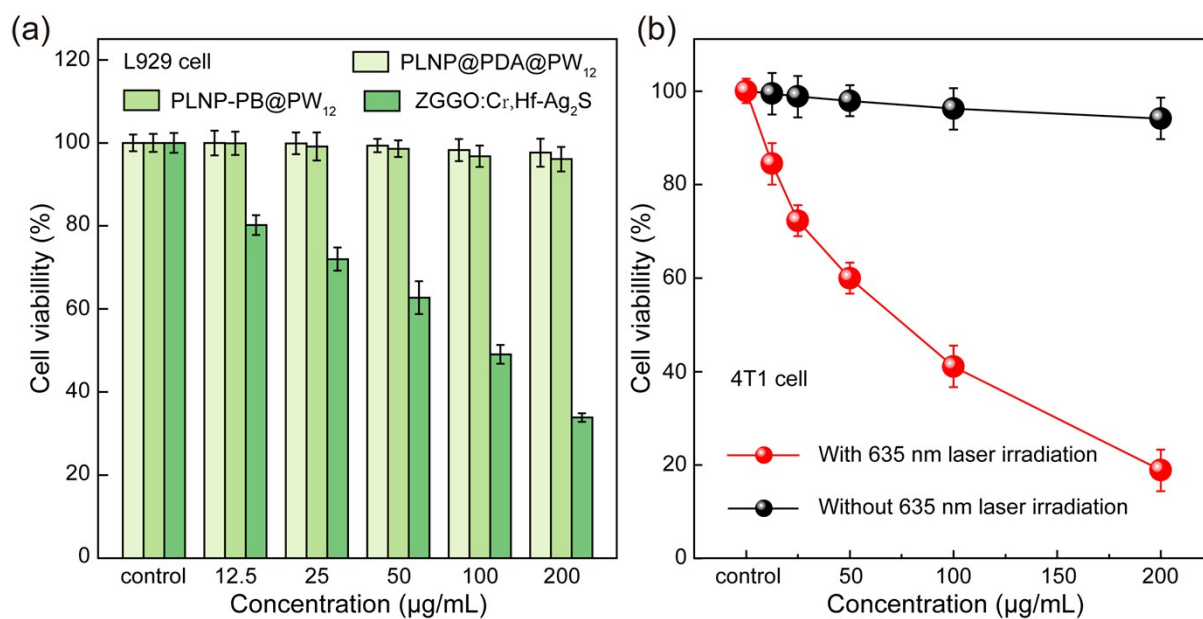 (a)
120
100
80
60
40
20
0
Cell viabillity (%)
L929 cell
PLNP@PDA@PW₁₂
PLNP-PB@PW₁₂
ZGGO:Cr,Hf-Ag₂S
control 12.5 25 50 100 200
Concentration (μg/mL)
(b)
100
80
60
40
20
0
Cell viability (%)
4T1 cell
With 635 nm laser irradiation
Without 635 nm laser irradiation
control 50 100 150 200
Concentration (μg/mL)